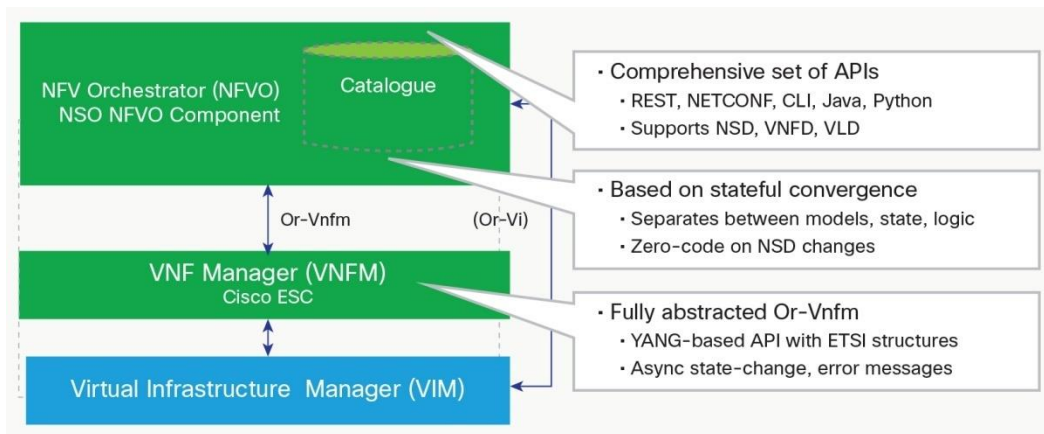 NFV Orchestrator (NFVO)
NSO NFVO Component
Catalogue
· Comprehensive set of APIs
· REST, NETCONF, CLI, Java, Python
· Supports NSD, VNFD, VLD
Or-Vnfm
(Or-Vi)
· Based on stateful convergence
· Separates between models, state, logic
· Zero-code on NSD changes
VNF Manager (VNFM)
Cisco ESC
· Fully abstracted Or-Vnfm
· YANG-based API with ETSI structures
· Async state-change, error messages
Virtual Infrastructure Manager (VIM)